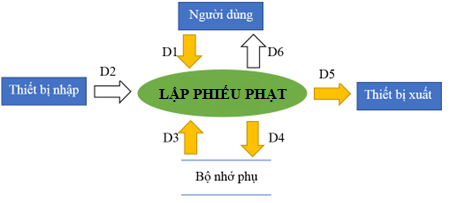 Người dùng
D1
D6
D2
D5
Thiết bị nhập
LẬP PHIẾU PHẠT
Thiết bị xuất
D3
D4
Bộ nhớ phụ